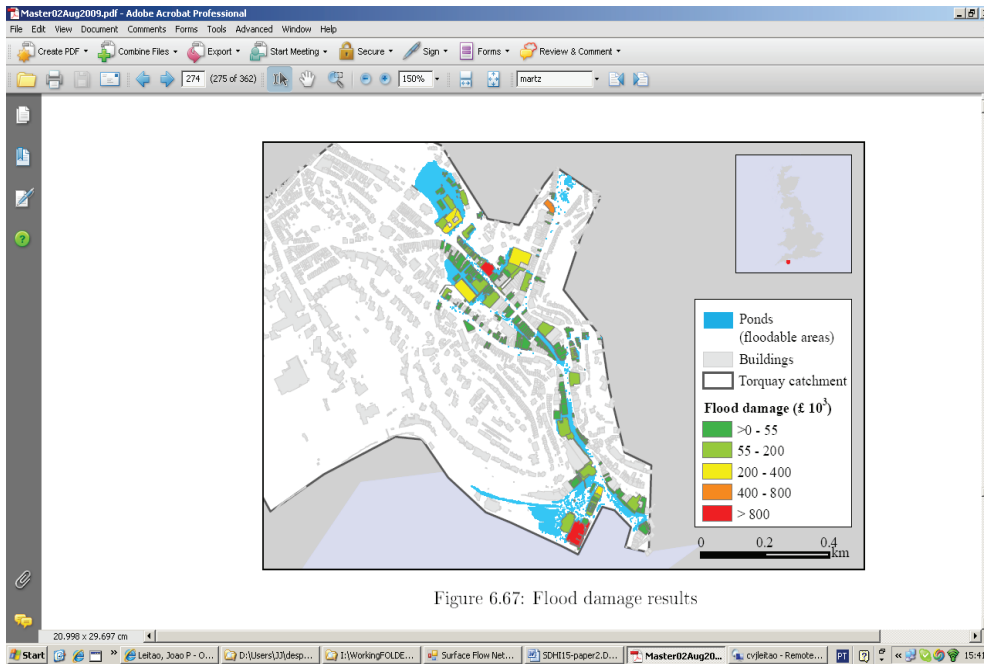 Master02Aug2009.pdf - Adobe Acrobat Professional
File Edit View Document Comments Forms Tools Advanced Window Help
Create PDF Combine Files Export Start Meeting Secure Sign Forms Review & Comment
274 (275 of 362) 150% martz
Ponds
(floodable areas)
Buildings
Torquay catchment
Flood damage (£ 10³)
>0 - 55
55 - 200
200 - 400
400 - 800
> 800
0 0.2 0.4
km
Figure 6.67: Flood damage results
20.998 x 29.697 cm
Start Leitao, Joao P - O... D:\Users\JJ\desp... I:\WorkingFOLDE... Surface Flow Net... SDHI15-paper2.D... Master02Aug20... cvjleitao - Remote... PT 15:41